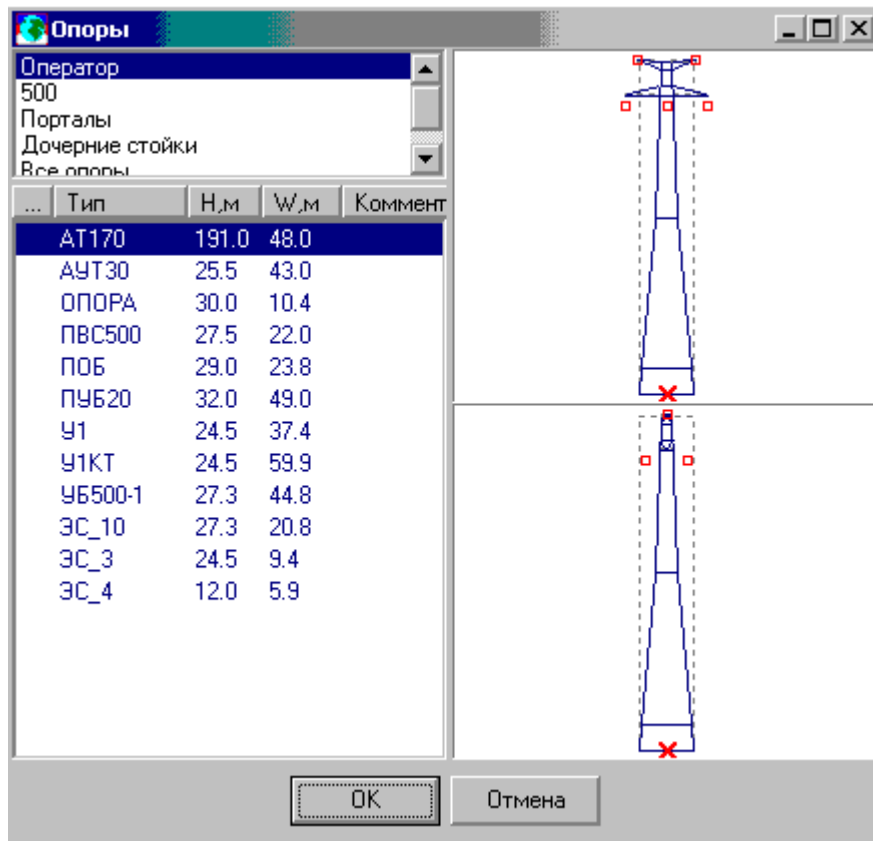 Опоры
Оператор
500
Порталы
Дочерние стойки
Все опоры
... Тип Н,м W,м Коммент
АТ170 191.0 48.0
АУТ30 25.5 43.0
ОПОРА 30.0 10.4
ПВС500 27.5 22.0
ПОБ 29.0 23.8
ПУБ20 32.0 49.0
У1 24.5 37.4
У1КТ 24.5 59.9
УБ500-1 27.3 44.8
ЭС_10 27.3 20.8
ЭС_3 24.5 9.4
ЭС_4 12.0 5.9
OK Отмена